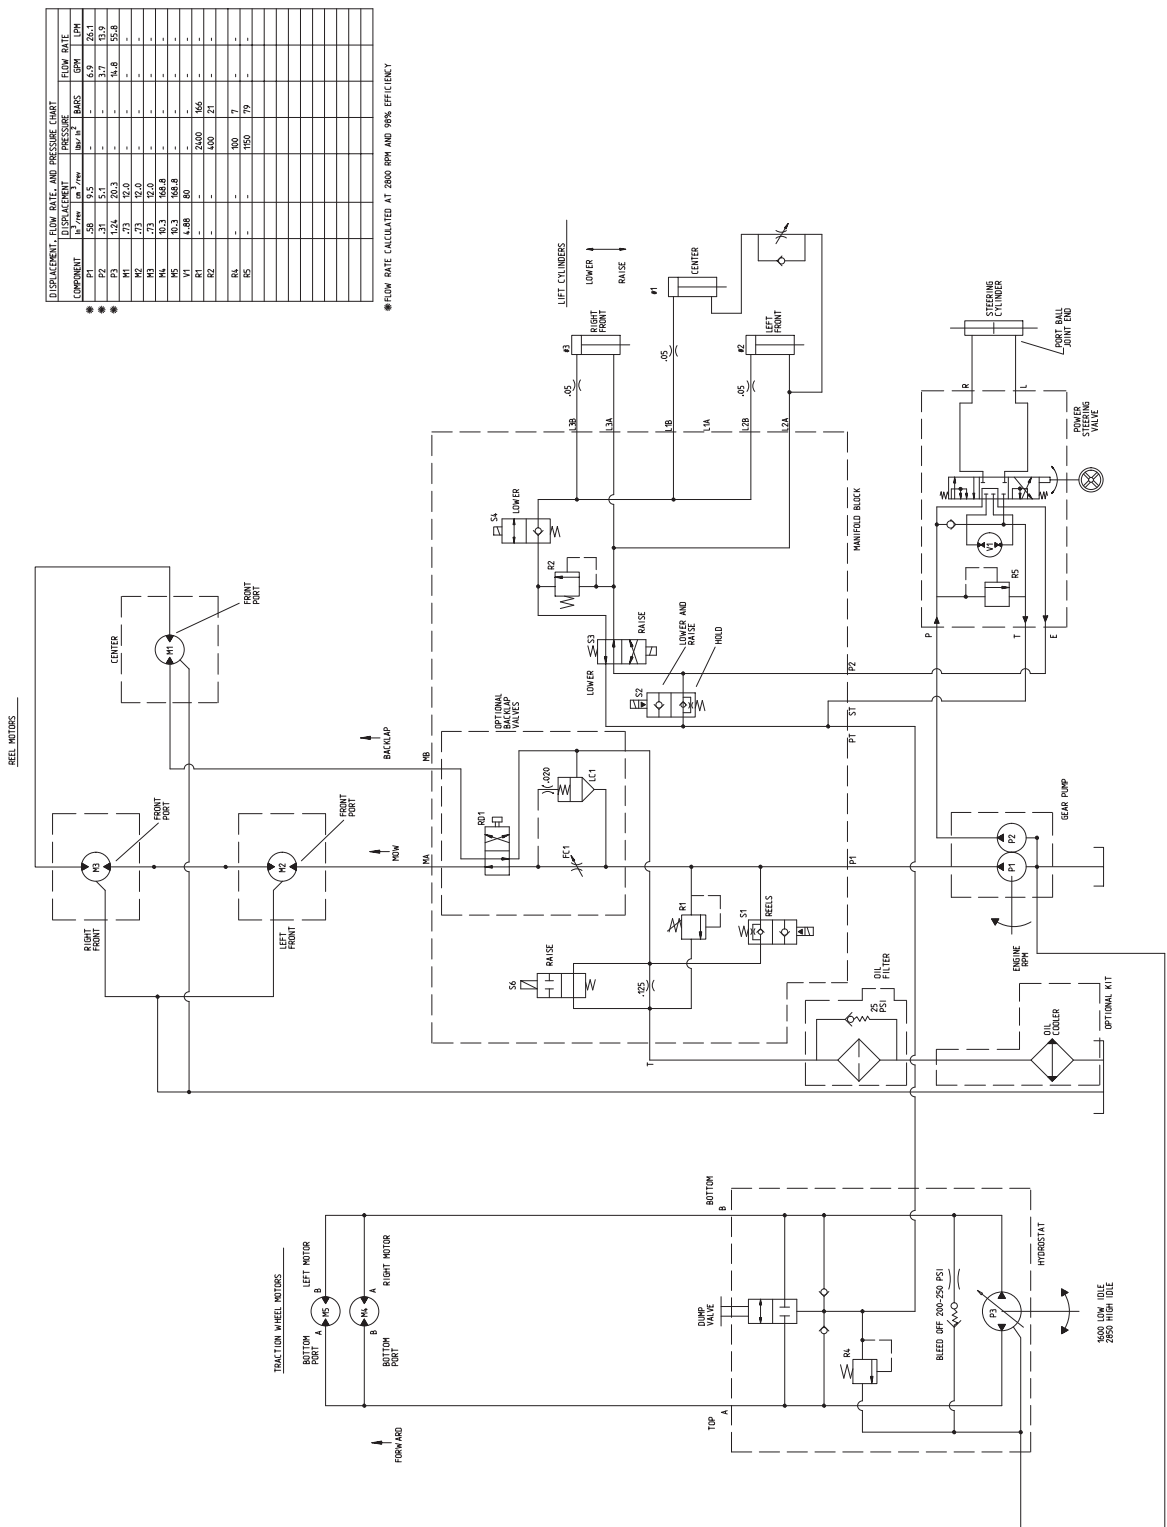 DISPLACEMENT, FLOW RATE, AND PRESSURE CHART
COMPONENT DISPLACEMENT PRESSURE FLOW RATE
in³/rev cm³/rev lbs/in² BARS GPM LPM
✱ P1 .58 9.5 - - 6.9 26.1
✱ P2 .31 5.1 - - 3.7 13.9
✱ P3 1.24 20.3 - - 14.8 55.8
M1 .73 12.0 - - - -
M2 .73 12.0 - - - -
M3 .73 12.0 - - - -
M4 10.3 168.8 - - - -
M5 10.3 168.8 - - - -
V1 4.88 80 - - - -
R1 - - 2400 166 - -
R2 - - 400 21 - -
R4 - - 100 7 - -
R5 - - 1150 79 - -
✱FLOW RATE CALCULATED AT 2800 RPM AND 98% EFFICIENCY
REEL MOTORS
RIGHT
FRONT
M3
FRONT
PORT
LEFT
FRONT
M2
FRONT
PORT
CENTER
M1
FRONT
PORT
MOW
BACKLAP
MA
MB
OPTIONAL
BACKLAP
VALVES
RD1
FC1
.020
LC1
S6
RAISE
.125
R1
S1
REELS
T
P1
PT
ST
P2
S2
LOWER AND
RAISE
HOLD
LOWER
S3
RAISE
R2
S4
LOWER
MANIFOLD BLOCK
L3B
L3A
L1B
L1A
L2B
L2A
.05
.05
.05
LIFT CYLINDERS
LOWER
RAISE
#3
RIGHT
FRONT
#1
CENTER
#2
LEFT
FRONT
STEERING
CYLINDER
PORT BALL
JOINT END
R
L
POWER
STEERING
VALVE
V1
R5
P
T
E
GEAR PUMP
P1
P2
ENGINE
RPM
OIL
FILTER
25
PSI
OIL
COOLER
OPTIONAL KIT
TRACTION WHEEL MOTORS
BOTTOM
PORT
A
M5
B
LEFT MOTOR
BOTTOM
PORT
B
M4
A
RIGHT MOTOR
FORWARD
TOP
A
BOTTOM
B
DUMP
VALVE
R4
BLEED OFF 200-250 PSI
P3
HYDROSTAT
1600 LOW IDLE
2850 HIGH IDLE